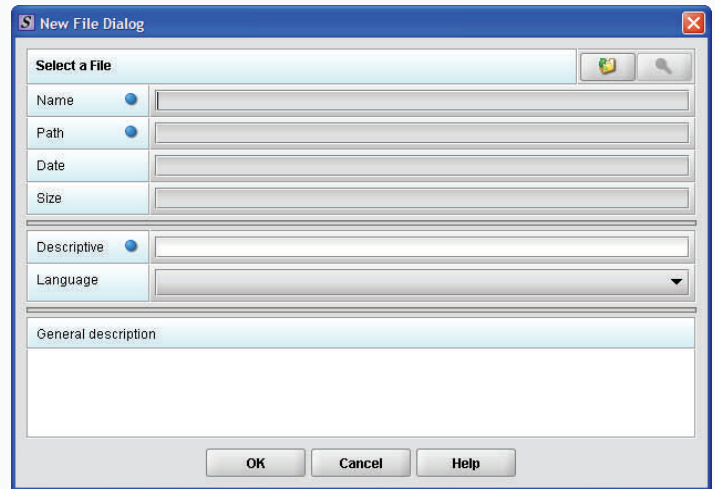 S New File Dialog
Select a File
Name
Path
Date
Size
Descriptive
Language
General description
OK Cancel Help